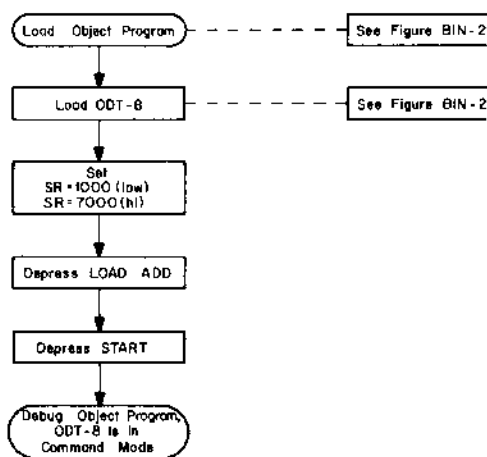 Load Object Program
See Figure BIN-2
Load ODT-8
See Figure BIN-2
Set
SR=1000 (low)
SR=7000 (hi)
Depress LOAD ADD
Depress START
Debug Object Program,
ODT-8 is in
Command Mode